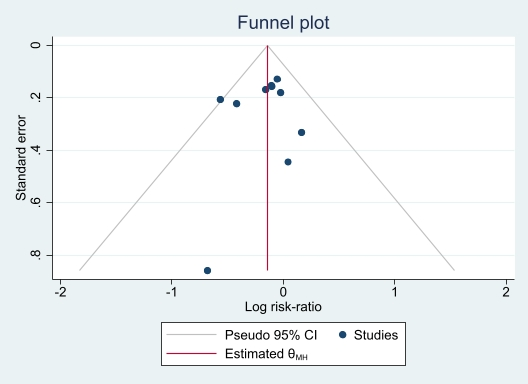 Funnel plot
Standard error
0
.2
.4
.6
.8
-2 -1 0 1 2
Log risk-ratio
Pseudo 95% CI Studies
Estimated θMH